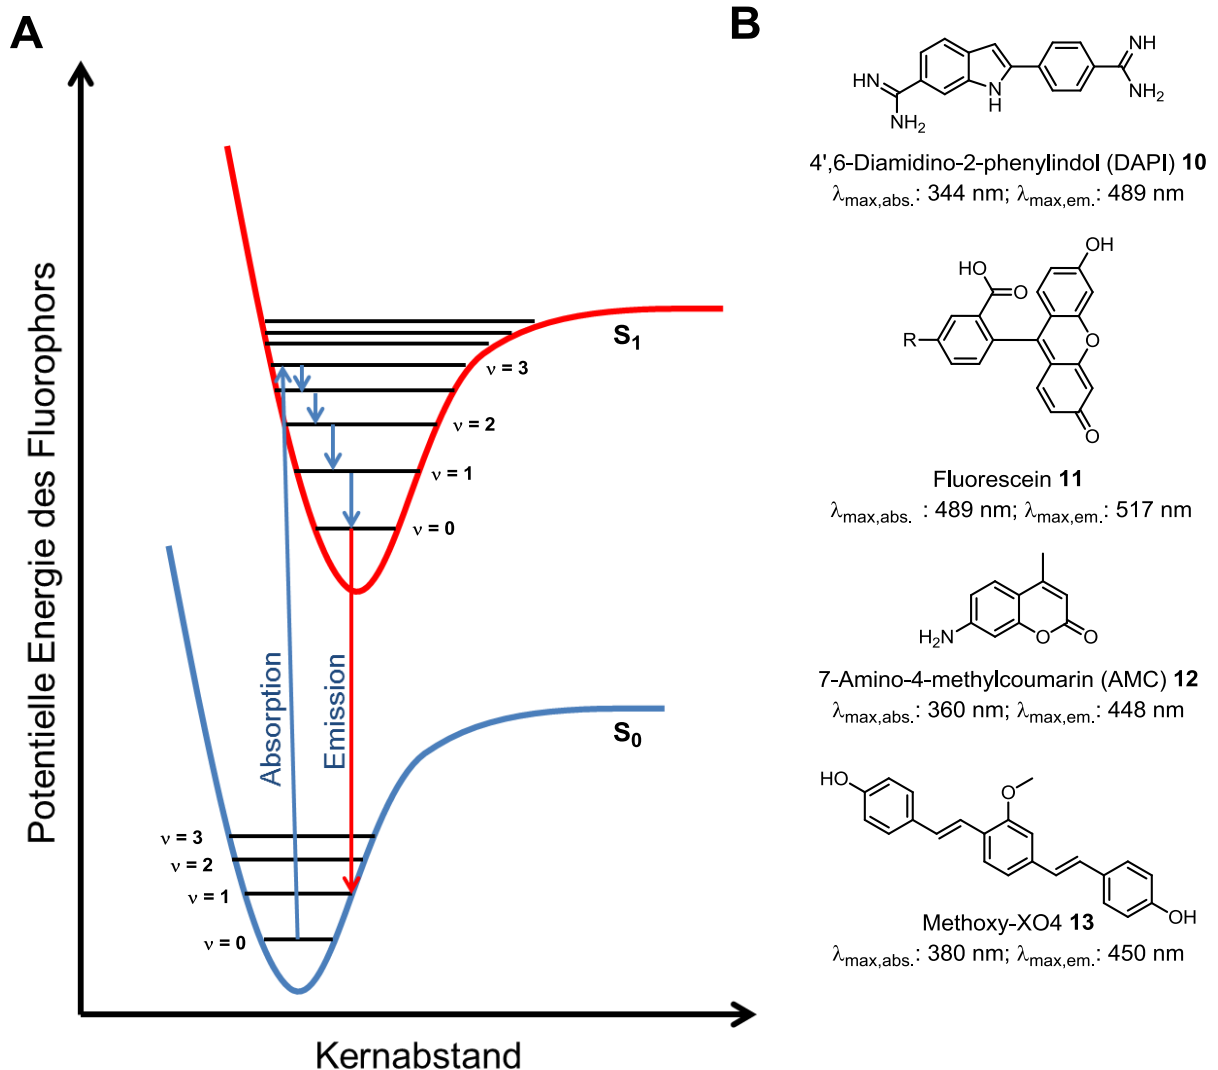 A
Potentielle Energie des Fluorophors
Kernabstand
S1
ν = 3
ν = 2
ν = 1
ν = 0
Absorption
Emission
S0
ν = 3
ν = 2
ν = 1
ν = 0
B
HN
NH2
N
H
NH
NH2
4',6-Diamidino-2-phenylindol (DAPI) 10
λmax,abs.: 344 nm; λmax,em.: 489 nm
OH
HO
O
R
O
O
Fluorescein 11
λmax,abs. : 489 nm; λmax,em.: 517 nm
H2N
O
O
7-Amino-4-methylcoumarin (AMC) 12
λmax,abs.: 360 nm; λmax,em.: 448 nm
HO
O
OH
Methoxy-XO4 13
λmax,abs.: 380 nm; λmax,em.: 450 nm